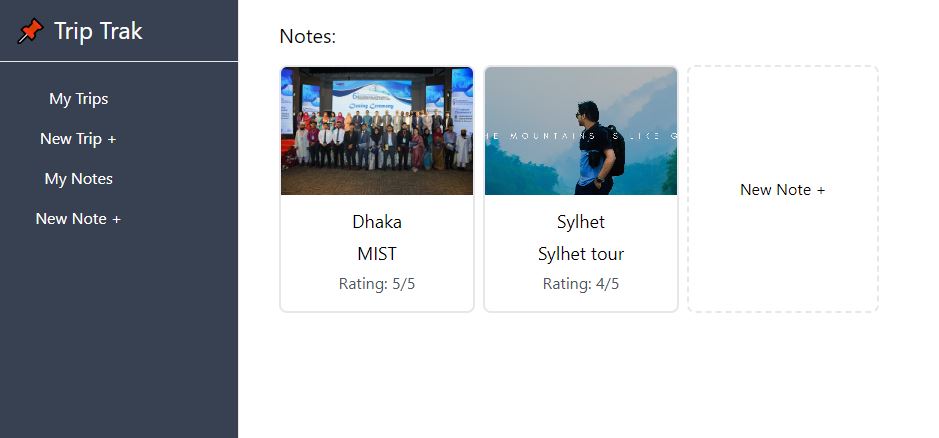 Trip Trak
My Trips
New Trip +
My Notes
New Note +
Notes:
Closing Ceremony
Dhaka
MIST
Rating: 5/5
HE MOUNTAINS IS LIKE G
Sylhet
Sylhet tour
Rating: 4/5
New Note +